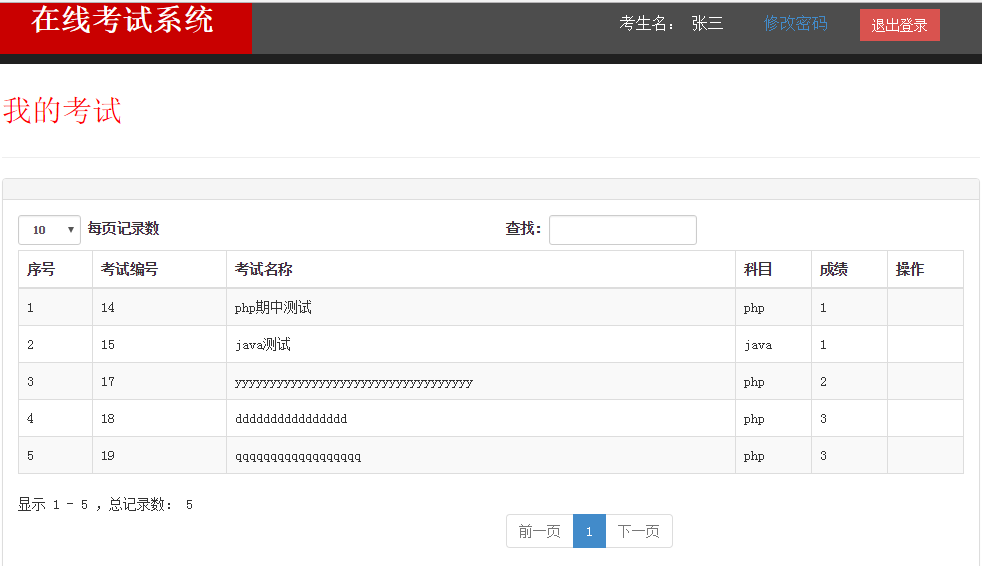 在线考试系统
考生名： 张三 修改密码 退出登录
我的考试
10 每页记录数 查找：
序号 考试编号 考试名称 科目 成绩 操作
1 14 php期中测试 php 1
2 15 java测试 java 1
3 17 yyyyyyyyyyyyyyyyyyyyyyyyyyyyyyyyyy php 2
4 18 dddddddddddddddd php 3
5 19 qqqqqqqqqqqqqqqqqq php 3
显示 1 - 5 ，总记录数： 5
前一页 1 下一页